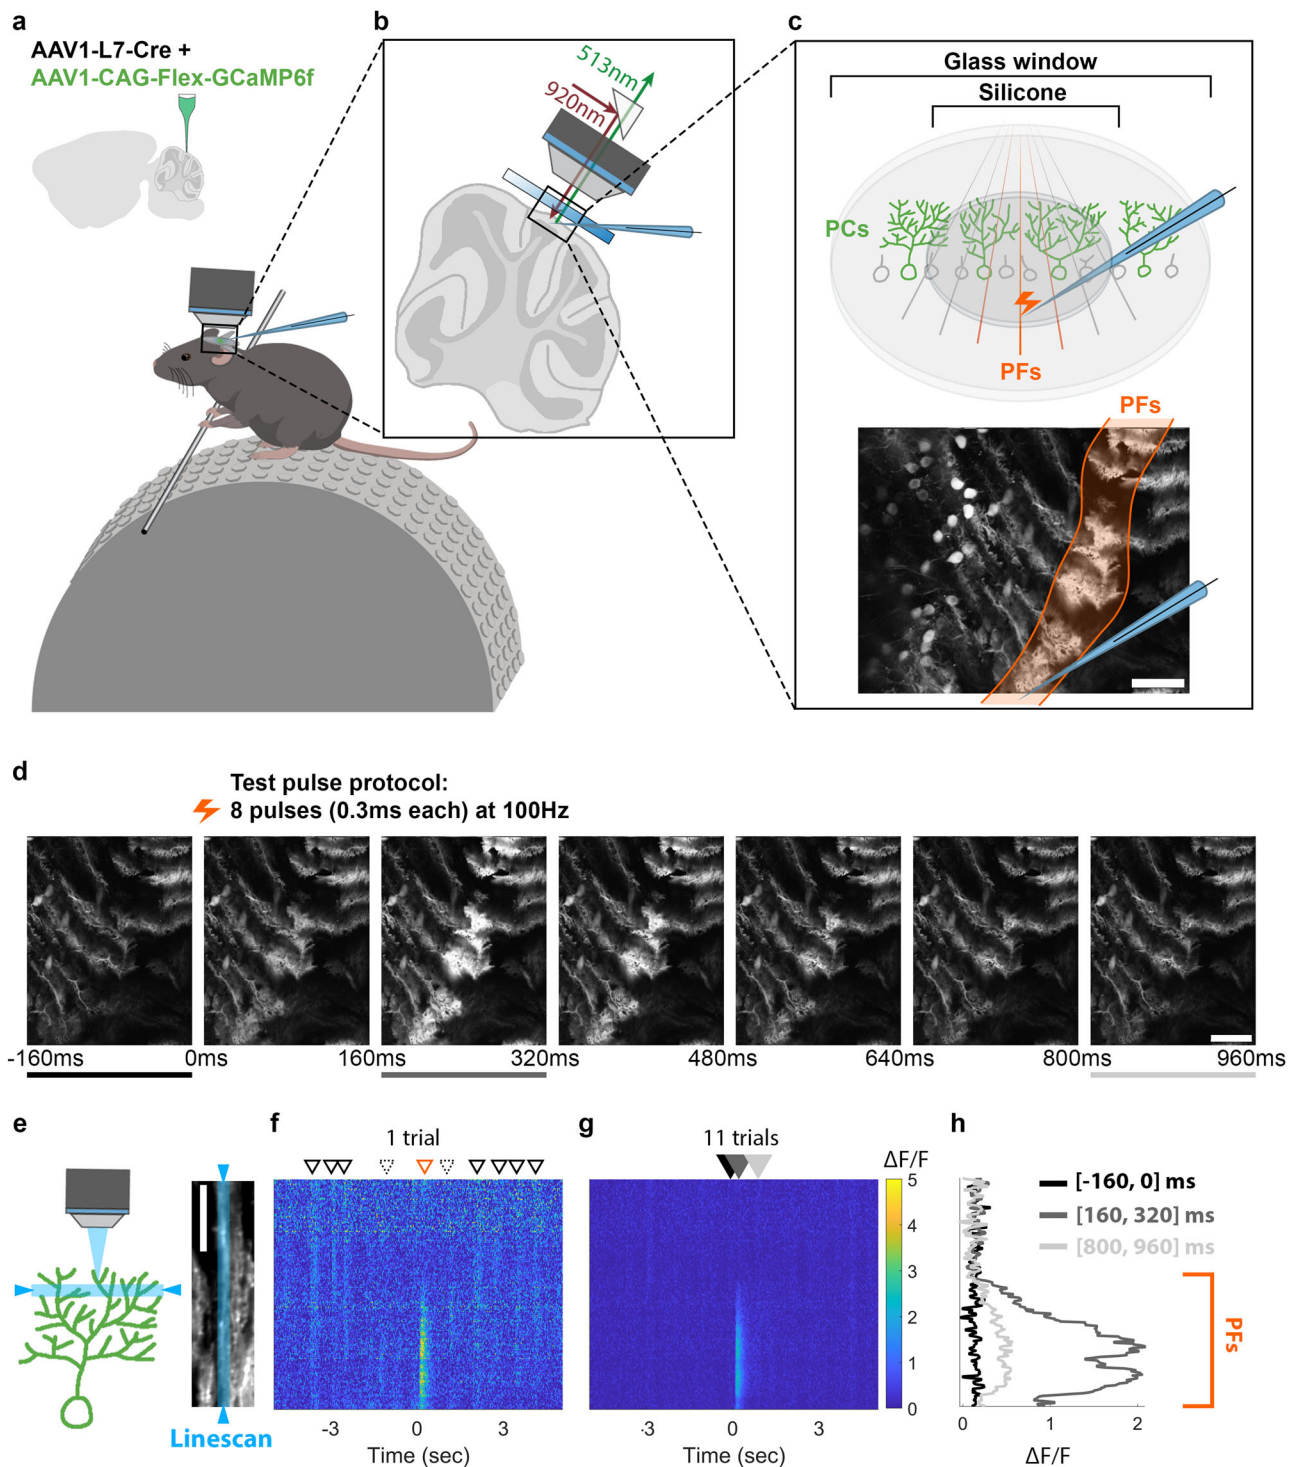 a
AAV1-L7-Cre +
AAV1-CAG-Flex-GCaMP6f
b
513nm
920nm
c
Glass window
Silicone
PCs
PFs
PFs
d
Test pulse protocol:
8 pulses (0.3ms each) at 100Hz
-160ms 0ms 160ms 320ms 480ms 640ms 800ms 960ms
e
Linescan
f
1 trial
-3 0 3
Time (sec)
g
11 trials
ΔF/F
5
4
3
2
1
0
-3 0 3
Time (sec)
h
[-160, 0] ms
[160, 320] ms
[800, 960] ms
PFs
0 1 2
ΔF/F